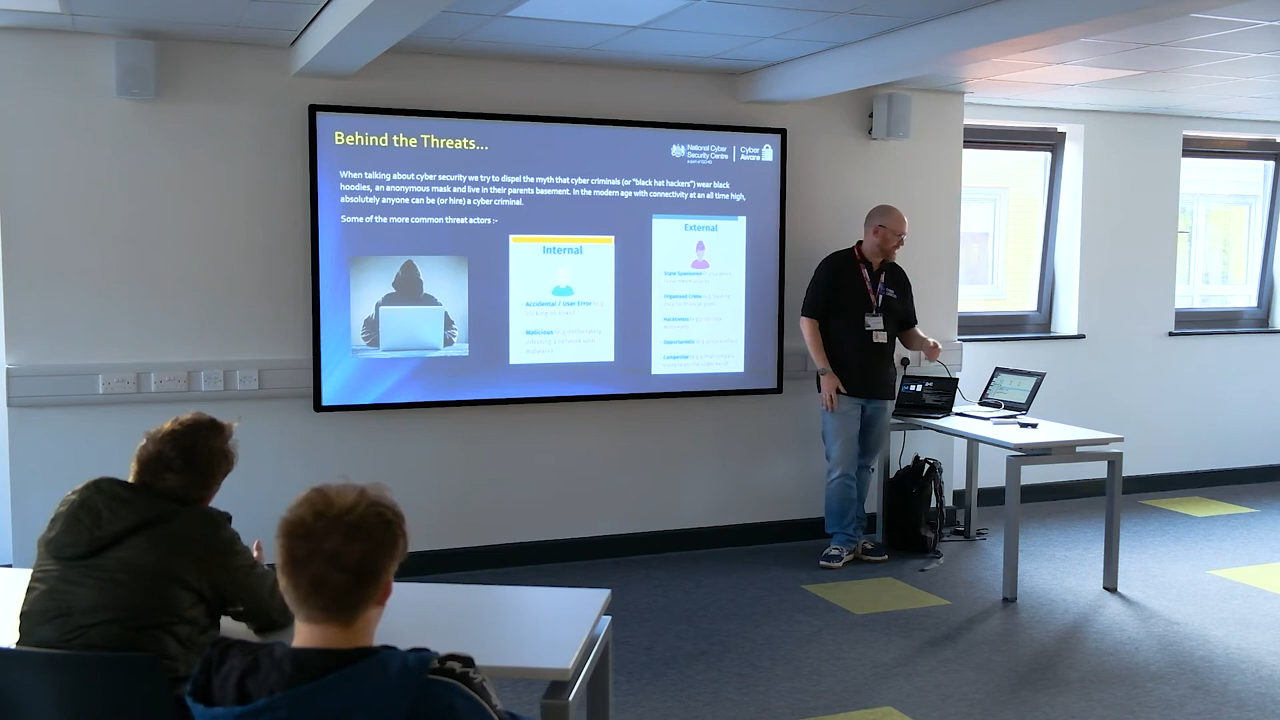 Behind the Threats...
National Cyber
Security Centre
Cyber
Aware
When talking about cyber security we try to dispel the myth that cyber criminals (or "black hat hackers") wear black
hoodies, an anonymous mask and live in their parents basement. In the modern age with connectivity at an all time high,
absolutely anyone can be (or hire) a cyber criminal.
Some of the more common threat actors :-
Internal
Accidental / User Error
Malicious
External
State Sponsored
Organised Crime
Hacktivists
Opportunistic
Competitor